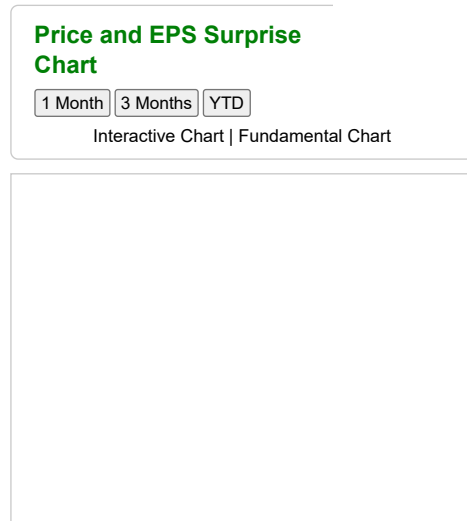 Price and EPS Surprise
Chart
1 Month 3 Months YTD
Interactive Chart | Fundamental Chart